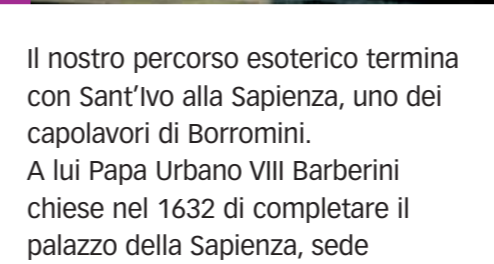 Il nostro percorso esoterico termina
con Sant'Ivo alla Sapienza, uno dei
capolavori di Borromini.
A lui Papa Urbano VIII Barberini
chiese nel 1632 di completare il
palazzo della Sapienza, sede